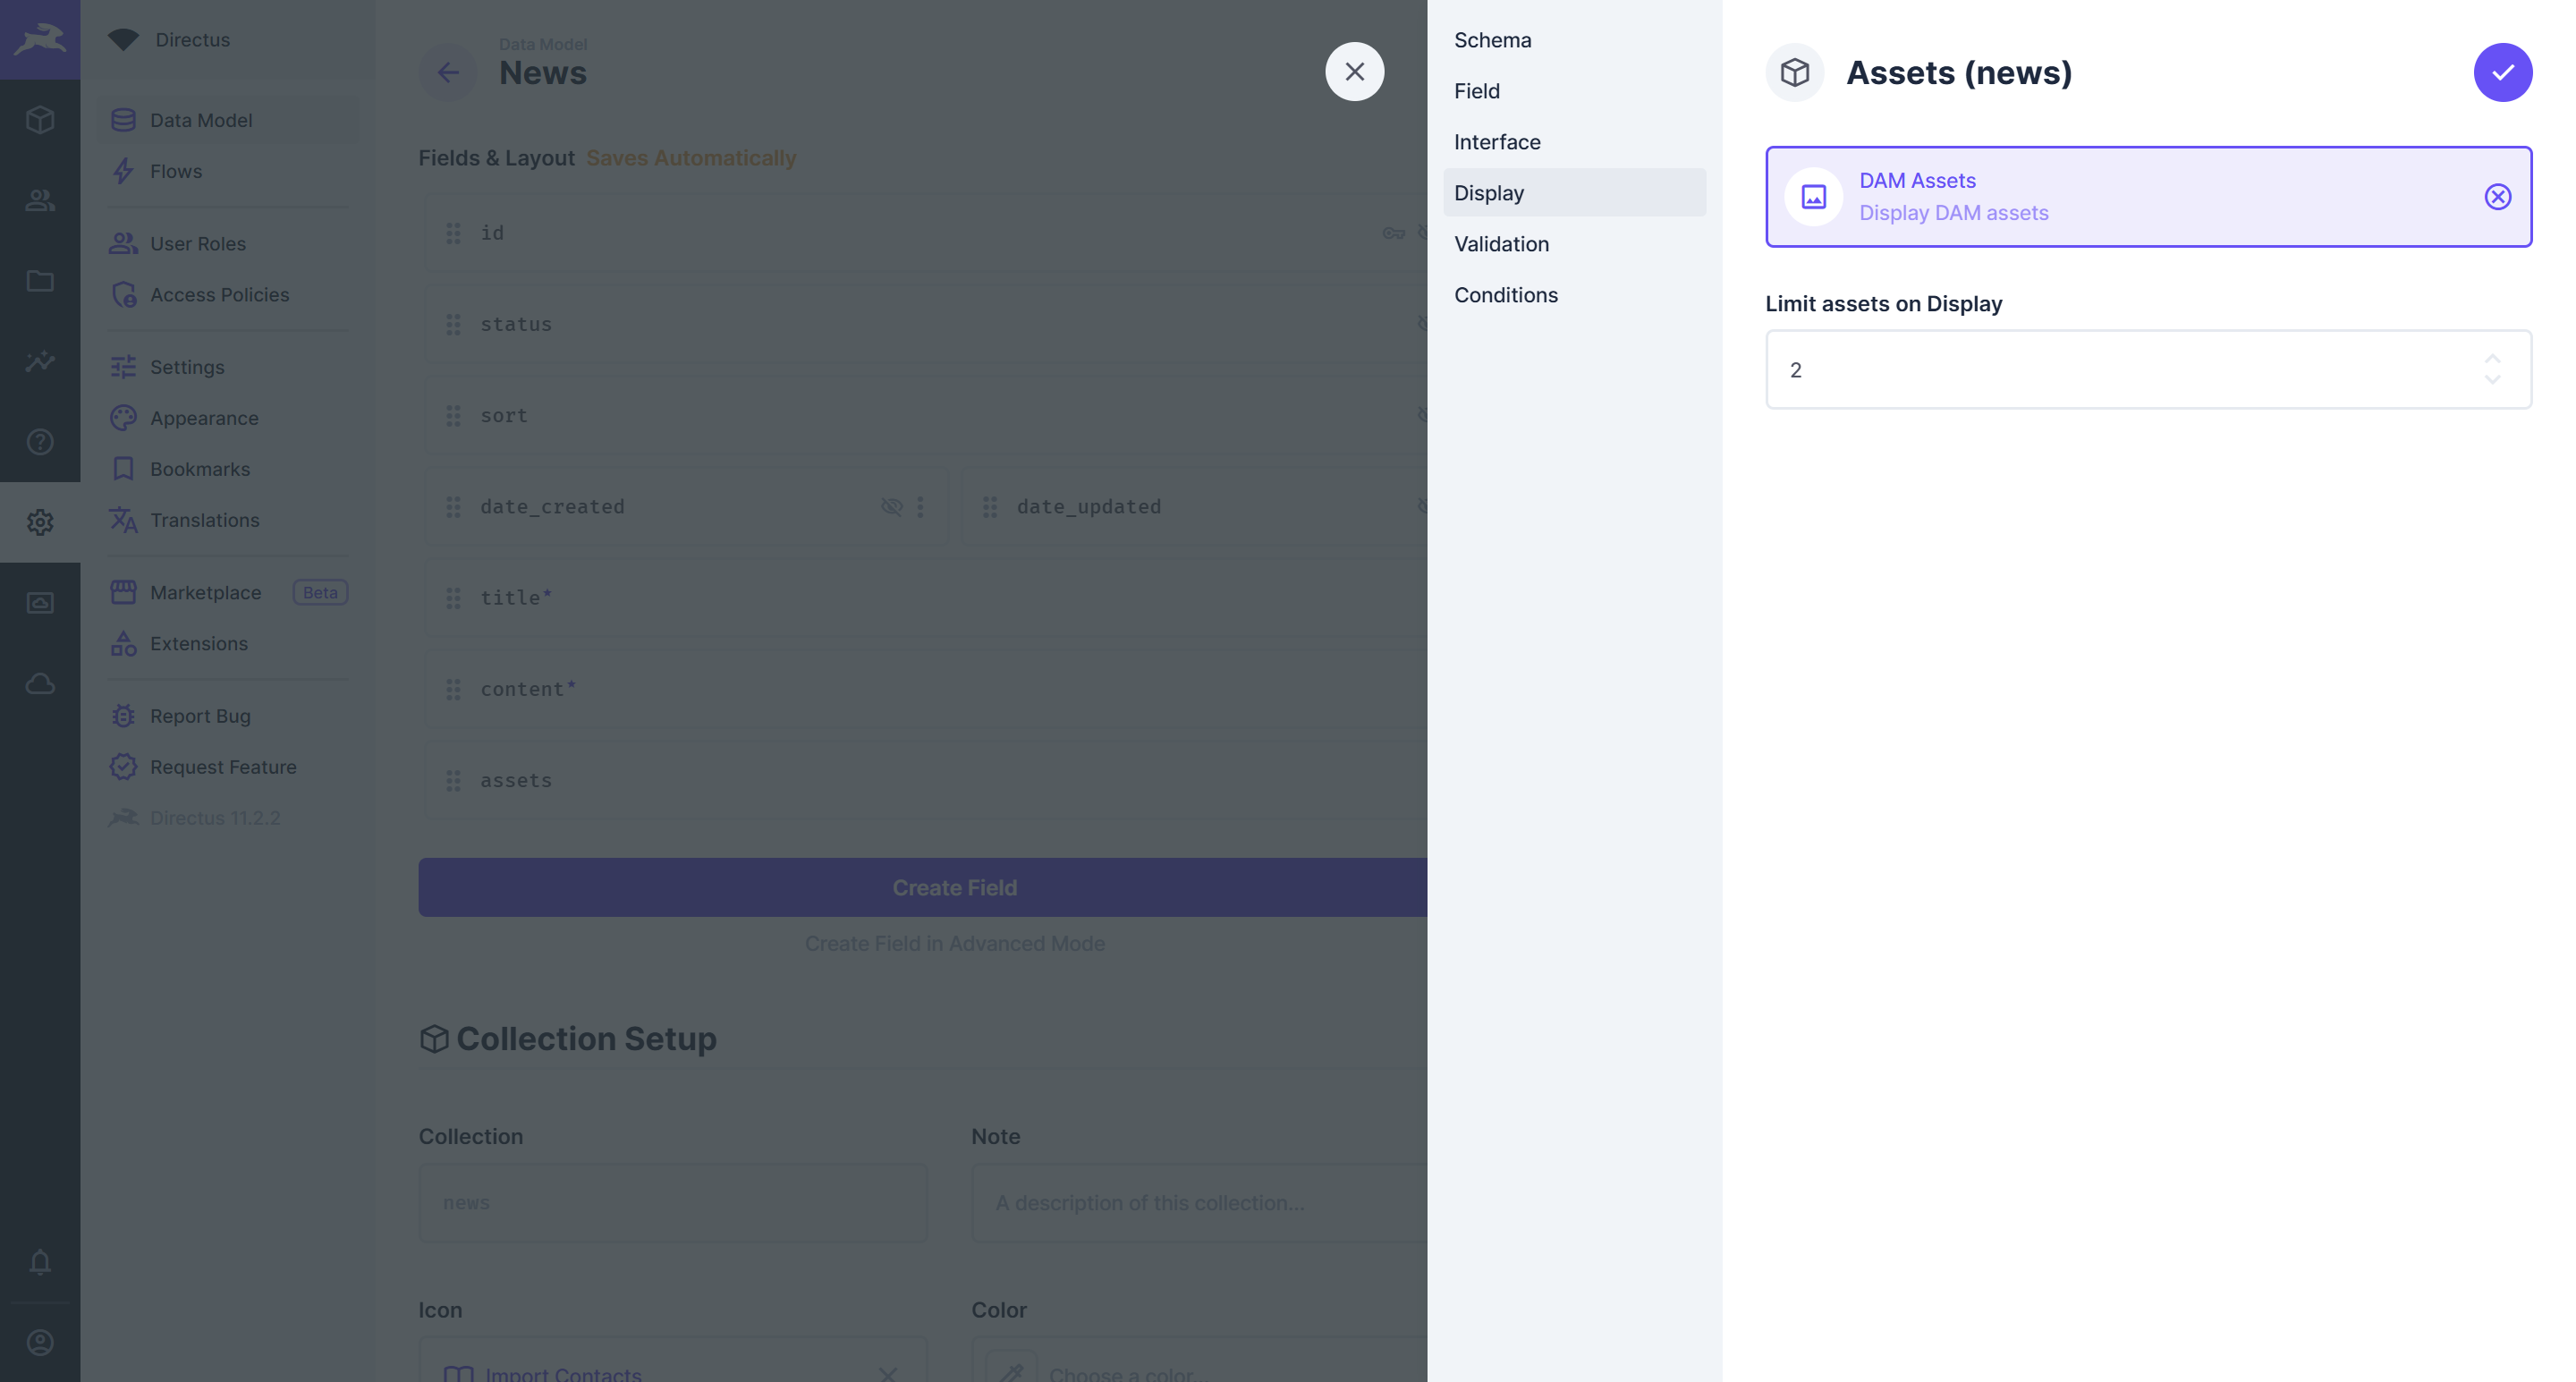 Directus
Data Model
Flows
User Roles
Access Policies
Settings
Appearance
Bookmarks
Translations
Marketplace Beta
Extensions
Report Bug
Request Feature
Directus 11.2.2
Data Model
News
Fields & Layout Saves Automatically
id
status
sort
date_created
date_updated
title*
content*
assets
Create Field
Create Field in Advanced Mode
Collection Setup
Collection
news
Note
A description of this collection...
Icon
Import Contacts
Color
Choose a color...
Schema
Field
Interface
Display
Validation
Conditions
Assets (news)
DAM Assets
Display DAM assets
Limit assets on Display
2